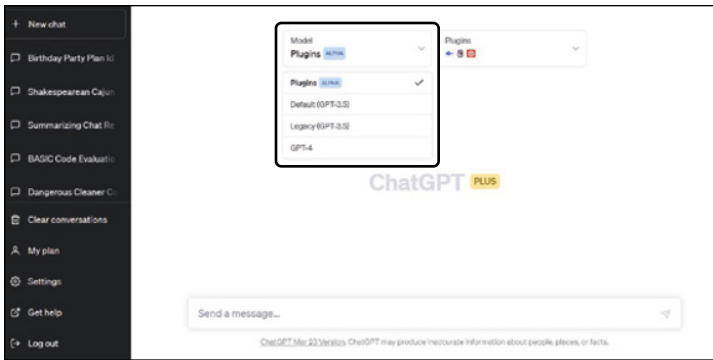 + New chat
Birthday Party Plan Id
Shakespearean Cajun
Summarizing Chat Re
BASIC Code Evaluatio
Dangerous Cleaner Co
Clear conversations
My plan
Settings
Get help
Log out
Model
Plugins ALPHA
Plugins ALPHA
Default (GPT-3.5)
Legacy (GPT-3.5)
GPT-4
Plugins
ChatGPT PLUS
Send a message...
ChatGPT Mar 23 Version. ChatGPT may produce inaccurate information about people, places, or facts.